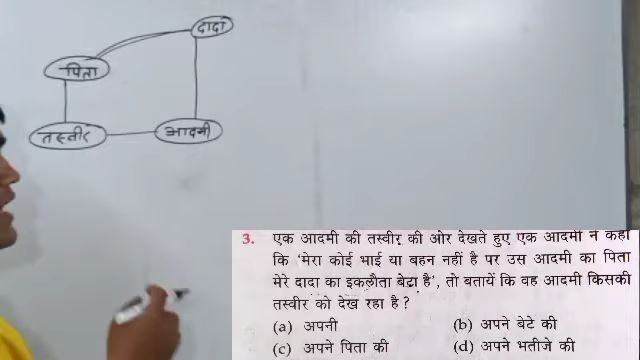 दादा
पिता
तस्वीर
आदमी
3. एक आदमी की तस्वीर की ओर देखते हुए एक आदमी ने कहा
कि 'मेरा कोई भाई या बहन नहीं है पर उस आदमी का पिता
मेरे दादा का इकलौता बेटा है', तो बतायें कि वह आदमी किसकी
तस्वीर को देख रहा है ?
(a) अपनी (b) अपने बेटे की
(c) अपने पिता की (d) अपने भतीजे की